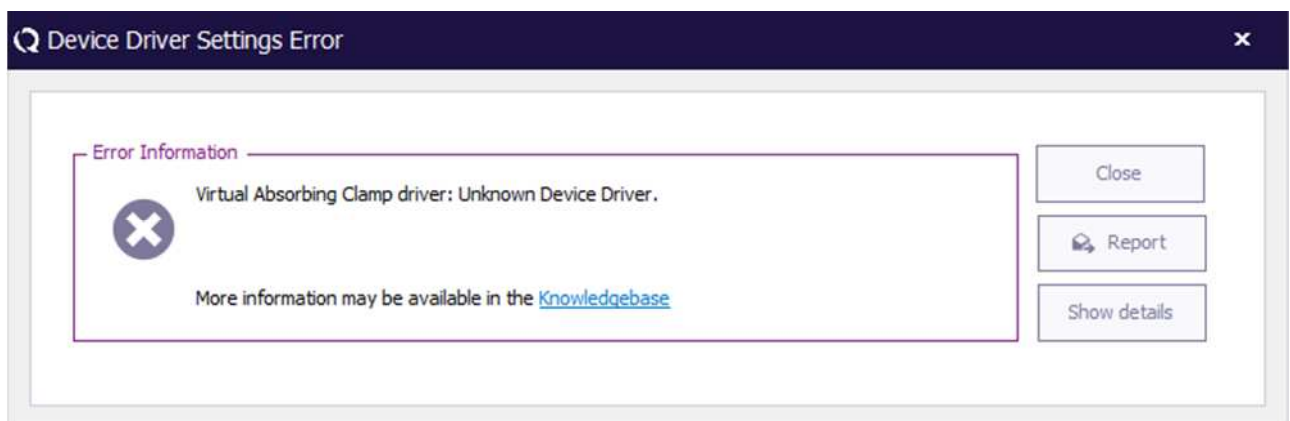 Device Driver Settings Error
Error Information
Virtual Absorbing Clamp driver: Unknown Device Driver.
More information may be available in the Knowledgebase
Close
Report
Show details